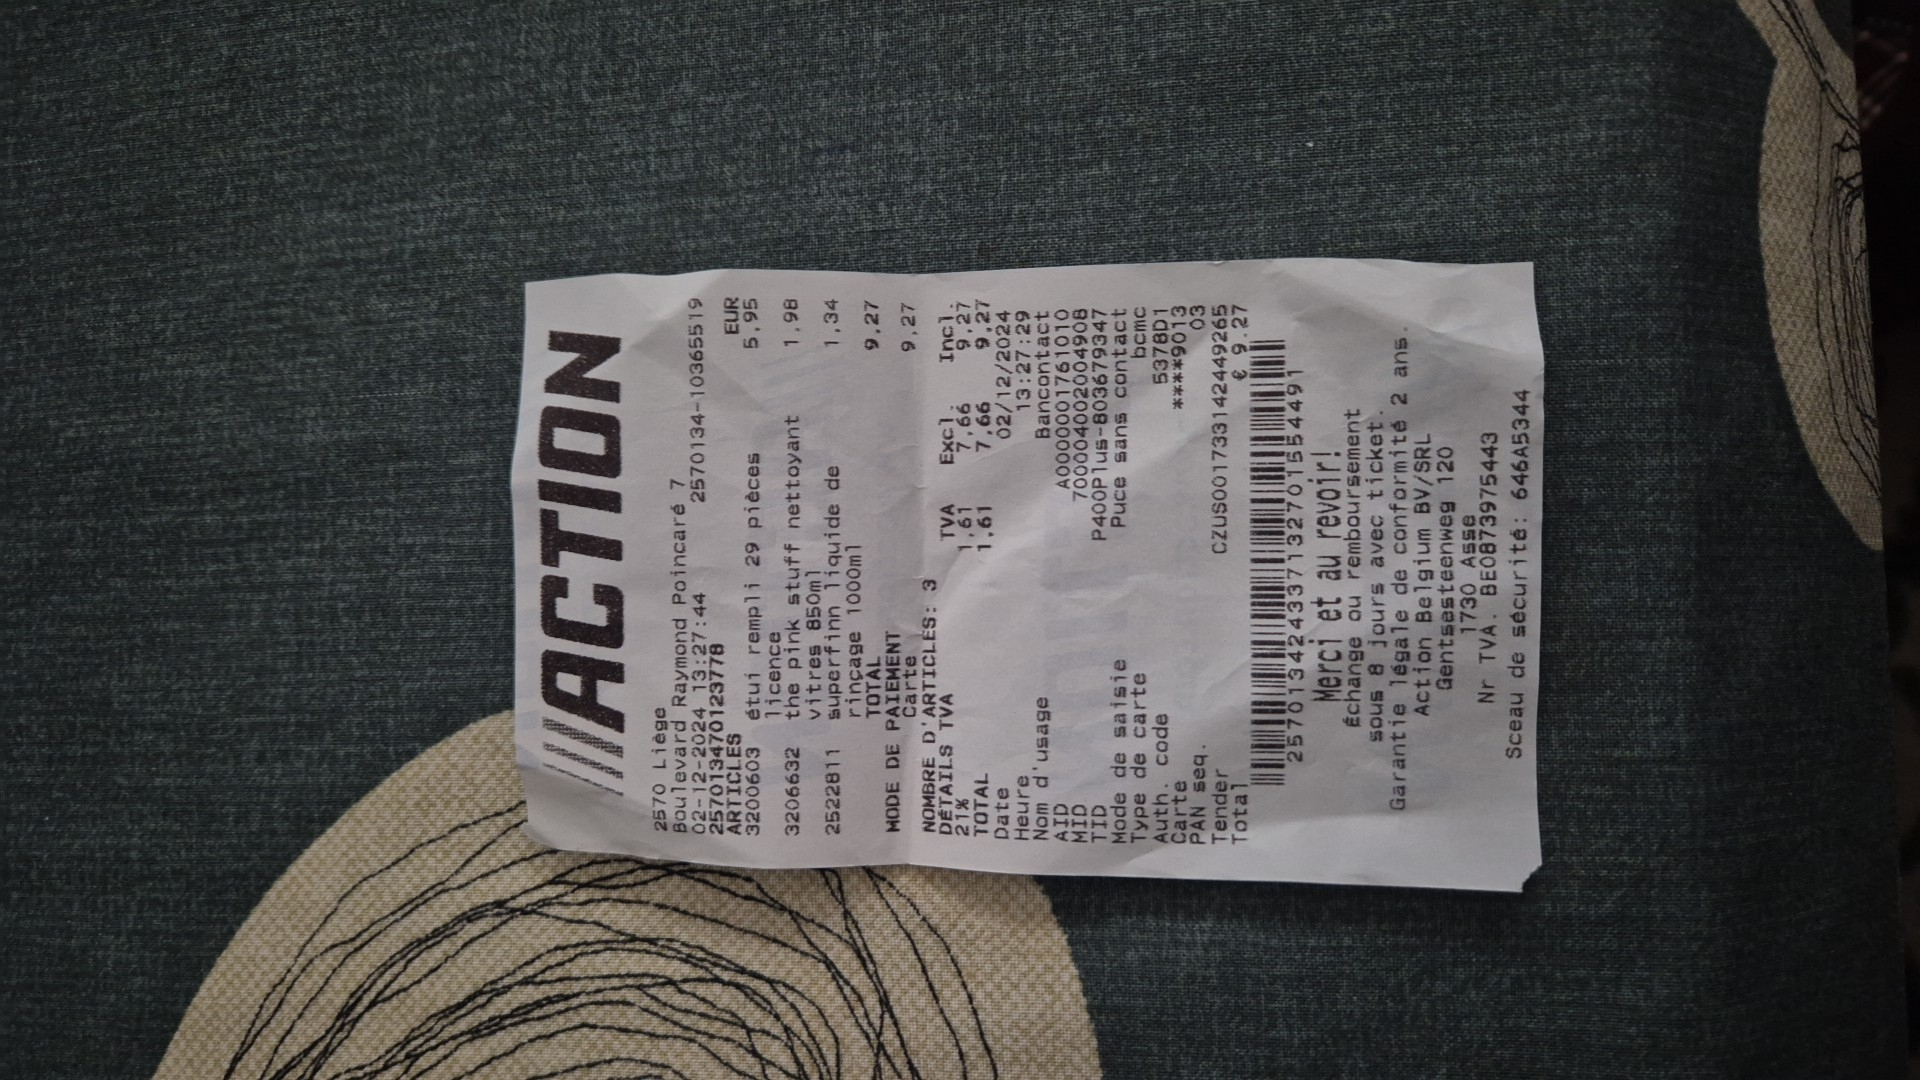 ACTION
2570 Liège
Boulevard Raymond Poincaré 7
02-12-2024 13:27:44 2570134-10365519
2570134701237​78
ARTICLES EUR
3200603 étui rempli 29 pièces 5,95
licence
3206632 the pink stuff nettoyant 1,98
vitres 850ml
2522811 superfinn liquide de 1,34
rinçage 1000ml
TOTAL 9,27
MODE DE PAIEMENT
Carte 9,27
NOMBRE D'ARTICLES: 3
DÉTAILS TVA TVA Excl. Incl.
21% 1,61 7,66 9,27
TOTAL 1,61 7,66 9,27
Date 02/12/2024
Heure 13:27:29
Nom d'usage Bancontact
AID A0000001761010
MID 70000400200​4908
TID P400Plus-803679347
Mode de saisie Puce sans contact
Type de carte bcmc
Auth. code 5378D1
Carte ****9013
PAN seq. 03
Tender CZUS001733142449265
Total € 9,27
25701342433713270​1554491
Merci et au revoir!
Échange ou remboursement
sous 8 jours avec ticket.
Garantie légale de conformité 2 ans.
Action Belgium BV/SRL
Gentsesteenweg 120
1730 Asse
Nr TVA. BE0873975443
Sceau de sécurité: 646A5344